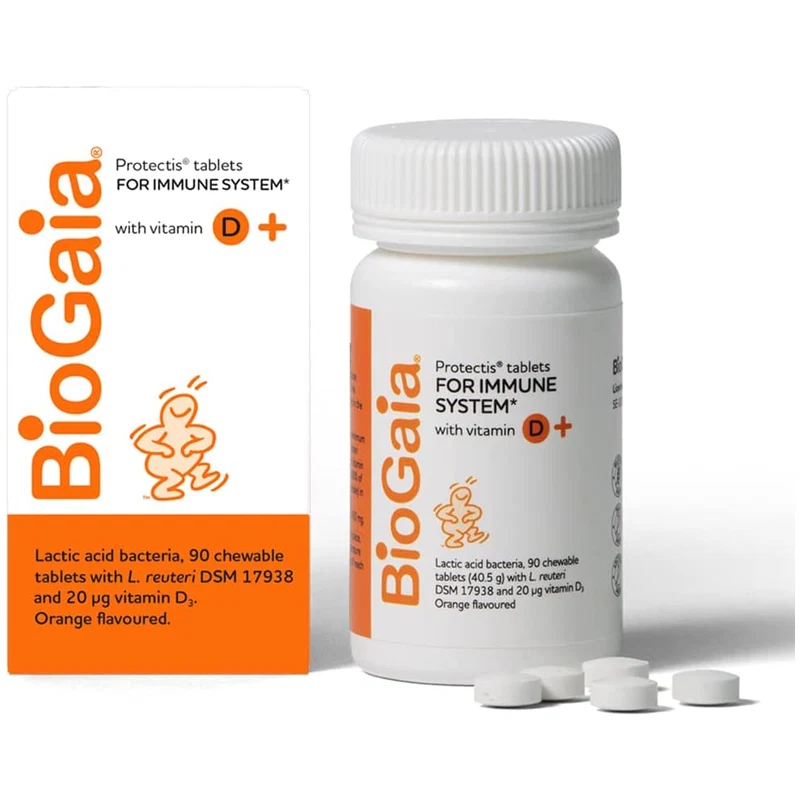 BioGaia®
Protectis® tablets
FOR IMMUNE SYSTEM*
with vitamin D +
™
Lactic acid bacteria, 90 chewable
tablets with L. reuteri DSM 17938
and 20 µg vitamin D₃.
Orange flavoured.
BioGaia®
Protectis® tablets
FOR IMMUNE
SYSTEM*
with vitamin D +
Lactic acid bacteria, 90 chewable
tablets (40.5 g) with L. reuteri
DSM 17938 and 20 µg vitamin D₃
Orange flavoured